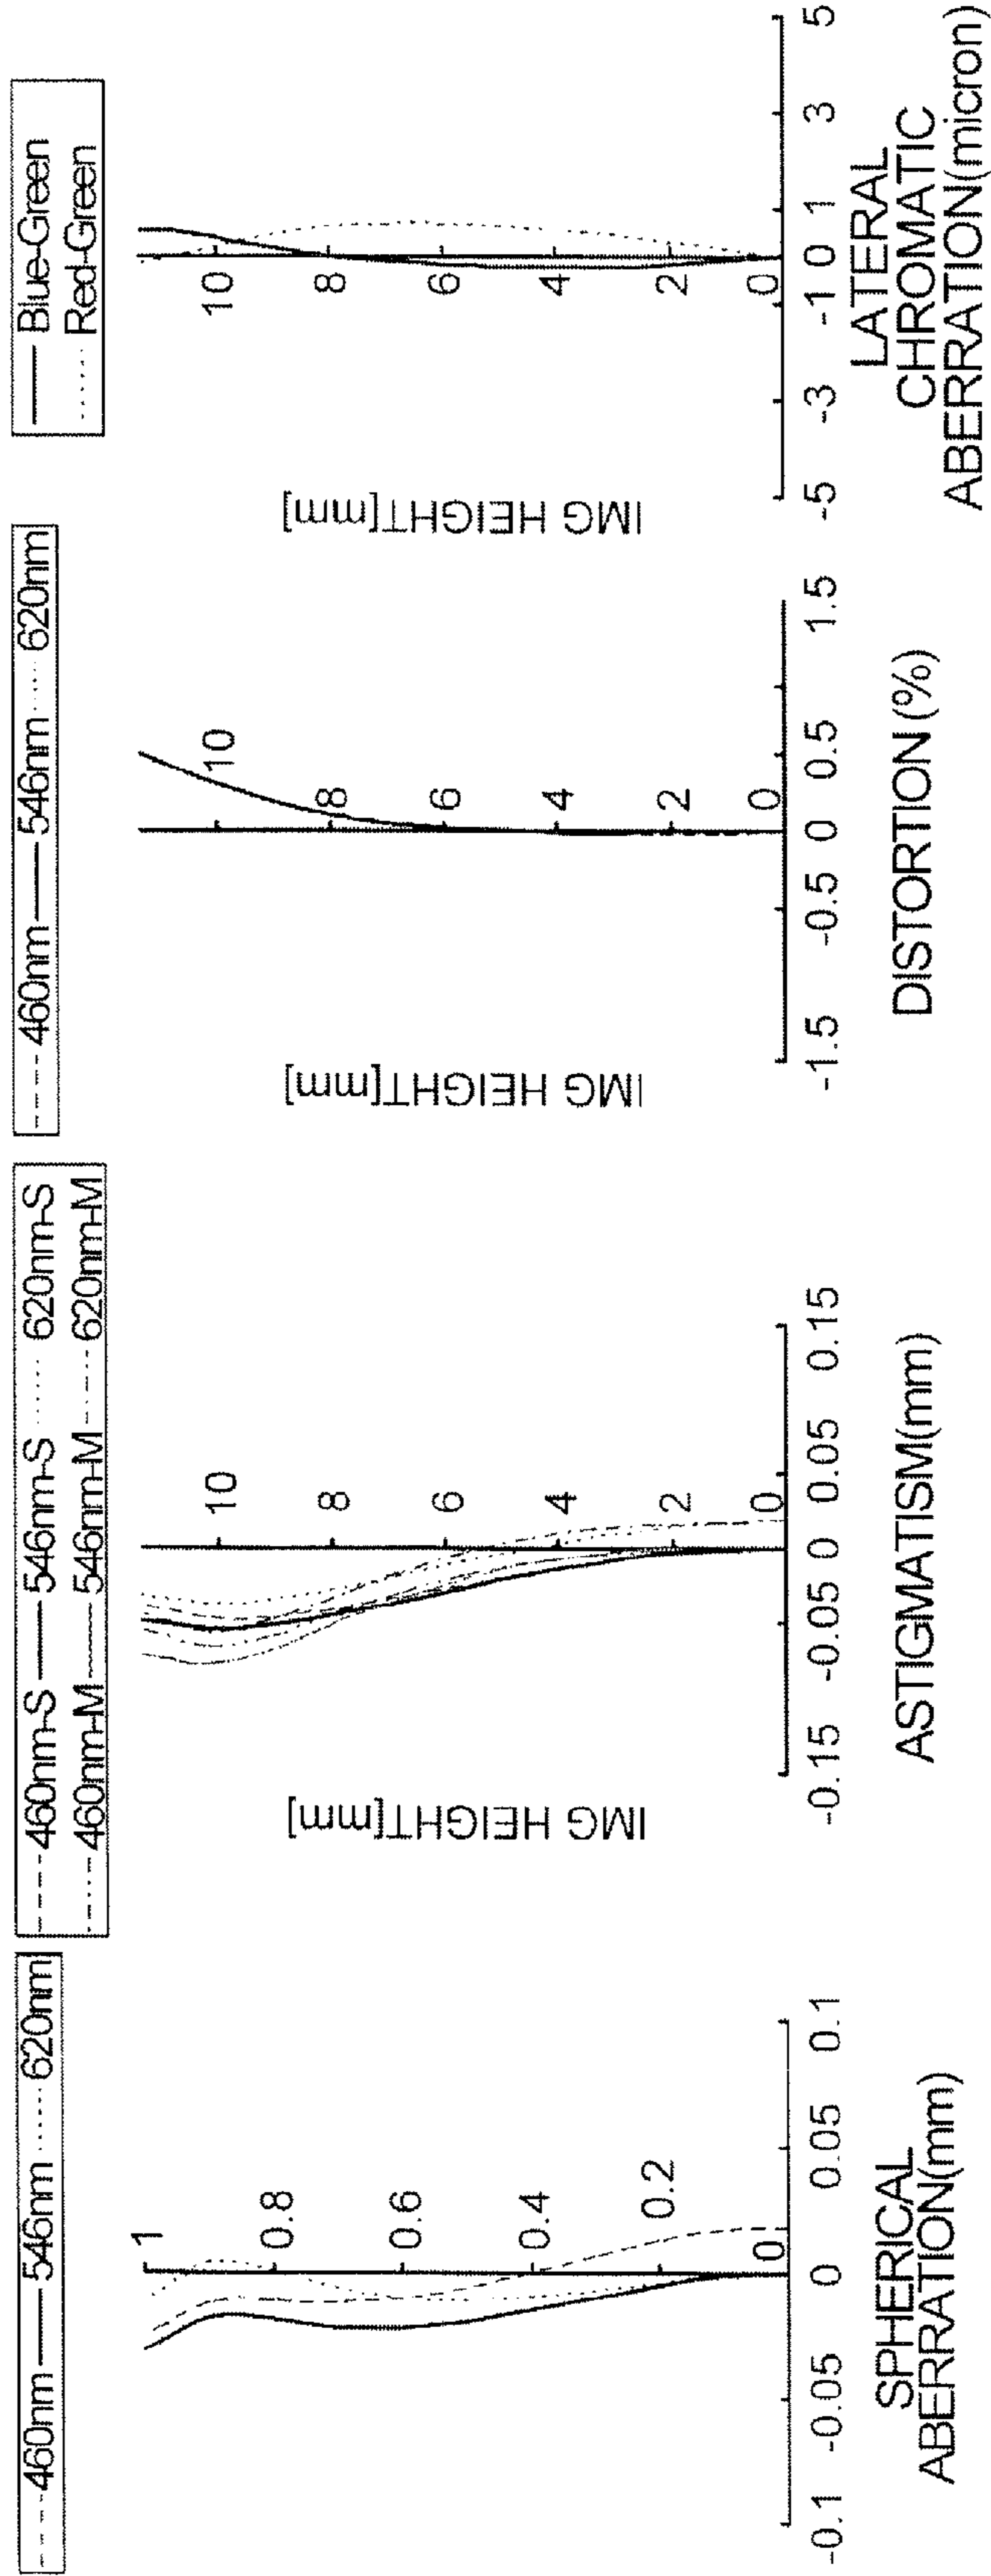 460nm 546nm 620nm
1
0.8
0.6
0.4
0.2
0
-0.1 -0.05 0 0.05 0.1
SPHERICAL
ABERRATION(mm)
460nm-S 546nm-S 620nm-S
460nm-M 546nm-M 620nm-M
IMG HEIGHT[mm]
10
8
6
4
2
0
-0.15 -0.05 0 0.05 0.15
ASTIGMATISM(mm)
460nm 546nm 620nm
IMG HEIGHT[mm]
10
8
6
4
2
0
-1.5 -0.5 0 0.5 1.5
DISTORTION (%)
Blue-Green
Red-Green
IMG HEIGHT[mm]
10
8
6
4
2
0
-5 -3 -1 0 1 3 5
LATERAL
CHROMATIC
ABERRATION(micron)